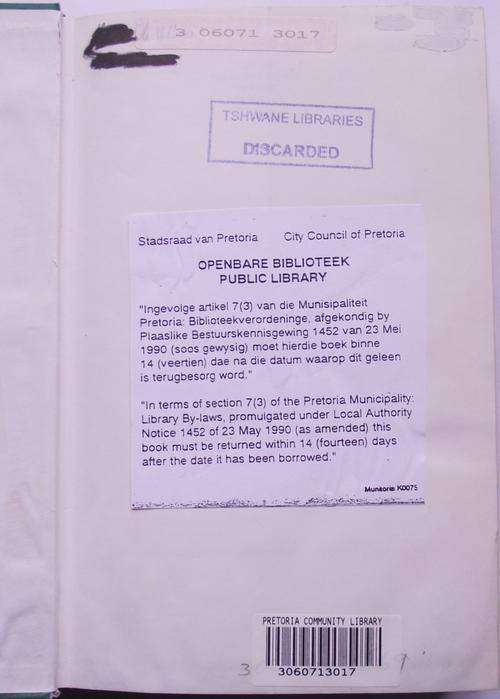 3 06071 3017
TSHWANE LIBRARIES
DISCARDED
Stadsraad van Pretoria City Council of Pretoria
OPENBARE BIBLIOTEEK
PUBLIC LIBRARY
"Ingevolge artikel 7(3) van die Munisipaliteit
Pretoria: Biblioteekverordeninge, afgekondig by
Plaaslike Bestuurskennisgewing 1452 van 23 Mei
1990 (soos gewysig) moet hierdie boek binne
14 (veertien) dae na die datum waarop dit geleen
is terugbesorg word."
"In terms of section 7(3) of the Pretoria Municipality:
Library By-laws, promulgated under Local Authority
Notice 1452 of 23 May 1990 (as amended) this
book must be returned within 14 (fourteen) days
after the date it has been borrowed."
Munitoria K0075
PRETORIA COMMUNITY LIBRARY
3060713017